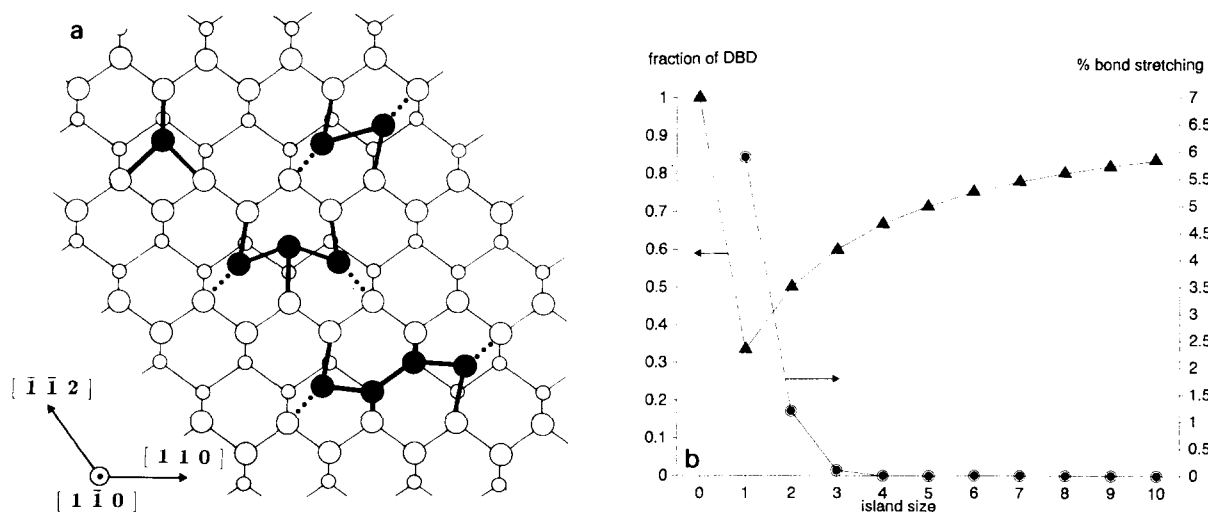 a
[ 1̄ 1̄ 2 ]
[ 1 1 0 ]
[ 1 1̄ 0 ]
fraction of DBD
% bond stretching
1
0.9
0.8
0.7
0.6
0.5
0.4
0.3
0.2
0.1
0
7
6.5
6
5.5
5
4.5
4
3.5
3
2.5
2
1.5
1
0.5
0
b
0 1 2 3 4 5 6 7 8 9 10
island size